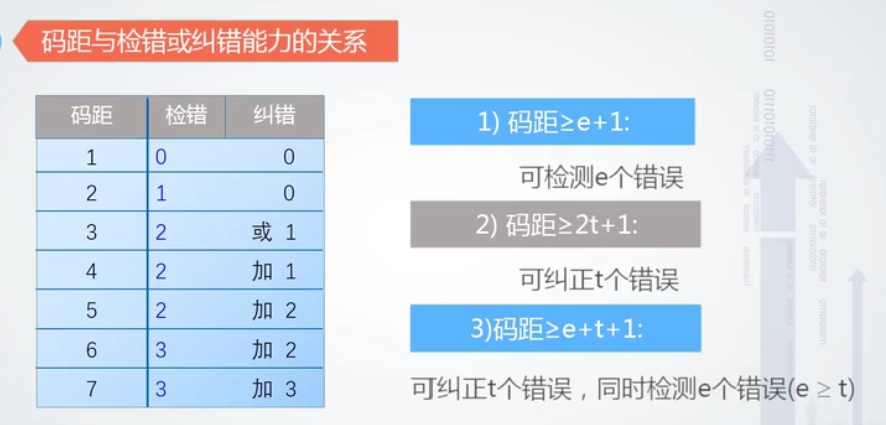 码距与检错或纠错能力的关系
码距 检错 纠错
1 0 0
2 1 0
3 2 或 1
4 2 加 1
5 2 加 2
6 3 加 2
7 3 加 3
1) 码距≥e+1:
可检测e个错误
2) 码距≥2t+1:
可纠正t个错误
3)码距≥e+t+1:
可纠正t个错误，同时检测e个错误(e ≥ t)